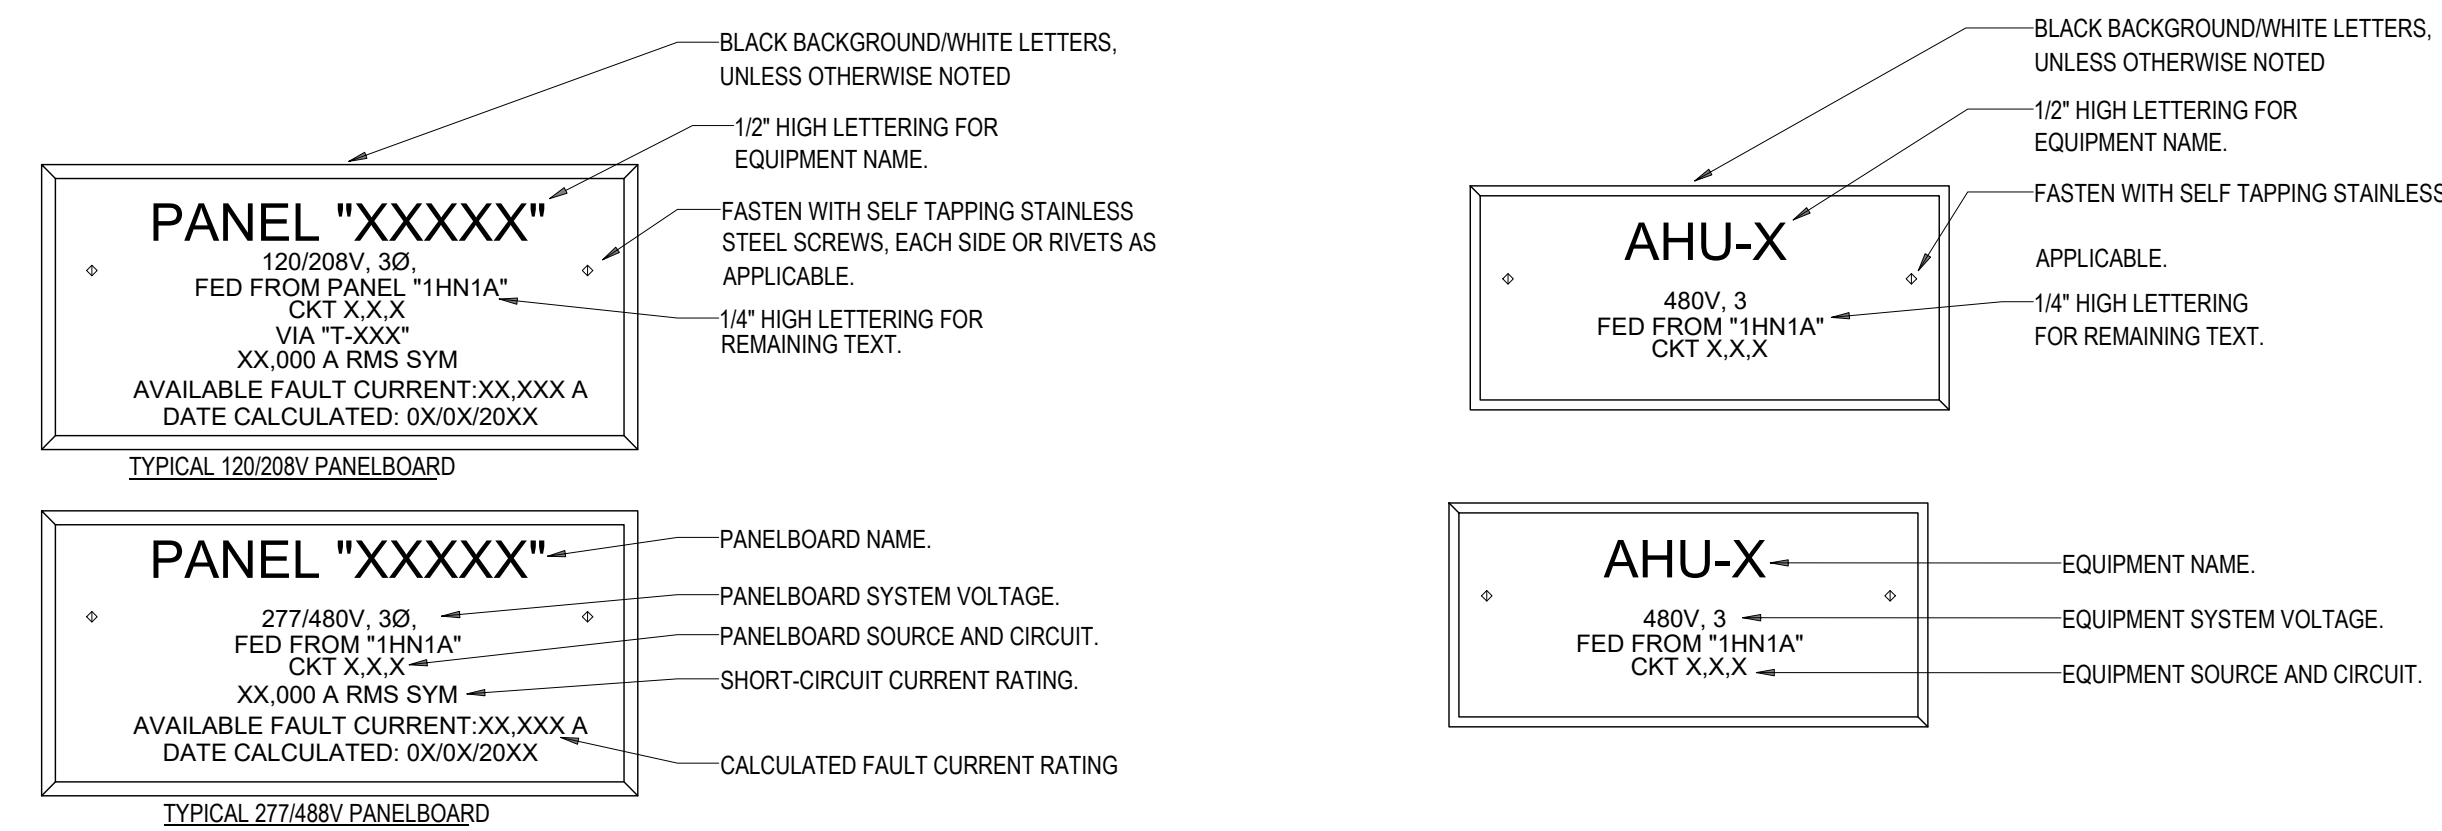 BLACK BACKGROUND/WHITE LETTERS,
UNLESS OTHERWISE NOTED
1/2" HIGH LETTERING FOR
EQUIPMENT NAME.
PANEL "XXXXX"
120/208V, 3Ø,
FED FROM PANEL "1HN1A"
CKT X,X,X
VIA "T-XXX"
XX,000 A RMS SYM
AVAILABLE FAULT CURRENT:XX,XXX A
DATE CALCULATED: 0X/0X/20XX
FASTEN WITH SELF TAPPING STAINLESS
STEEL SCREWS, EACH SIDE OR RIVETS AS
APPLICABLE.
1/4" HIGH LETTERING FOR
REMAINING TEXT.
TYPICAL 120/208V PANELBOARD
PANEL "XXXXX"
277/480V, 3Ø,
FED FROM "1HN1A"
CKT X,X,X
XX,000 A RMS SYM
AVAILABLE FAULT CURRENT:XX,XXX A
DATE CALCULATED: 0X/0X/20XX
PANELBOARD NAME.
PANELBOARD SYSTEM VOLTAGE.
PANELBOARD SOURCE AND CIRCUIT.
SHORT-CIRCUIT CURRENT RATING.
CALCULATED FAULT CURRENT RATING
TYPICAL 277/488V PANELBOARD
BLACK BACKGROUND/WHITE LETTERS,
UNLESS OTHERWISE NOTED
1/2" HIGH LETTERING FOR
EQUIPMENT NAME.
FASTEN WITH SELF TAPPING STAINLESS
APPLICABLE.
1/4" HIGH LETTERING
FOR REMAINING TEXT.
AHU-X
480V, 3
FED FROM "1HN1A"
CKT X,X,X
AHU-X
480V, 3
FED FROM "1HN1A"
CKT X,X,X
EQUIPMENT NAME.
EQUIPMENT SYSTEM VOLTAGE.
EQUIPMENT SOURCE AND CIRCUIT.